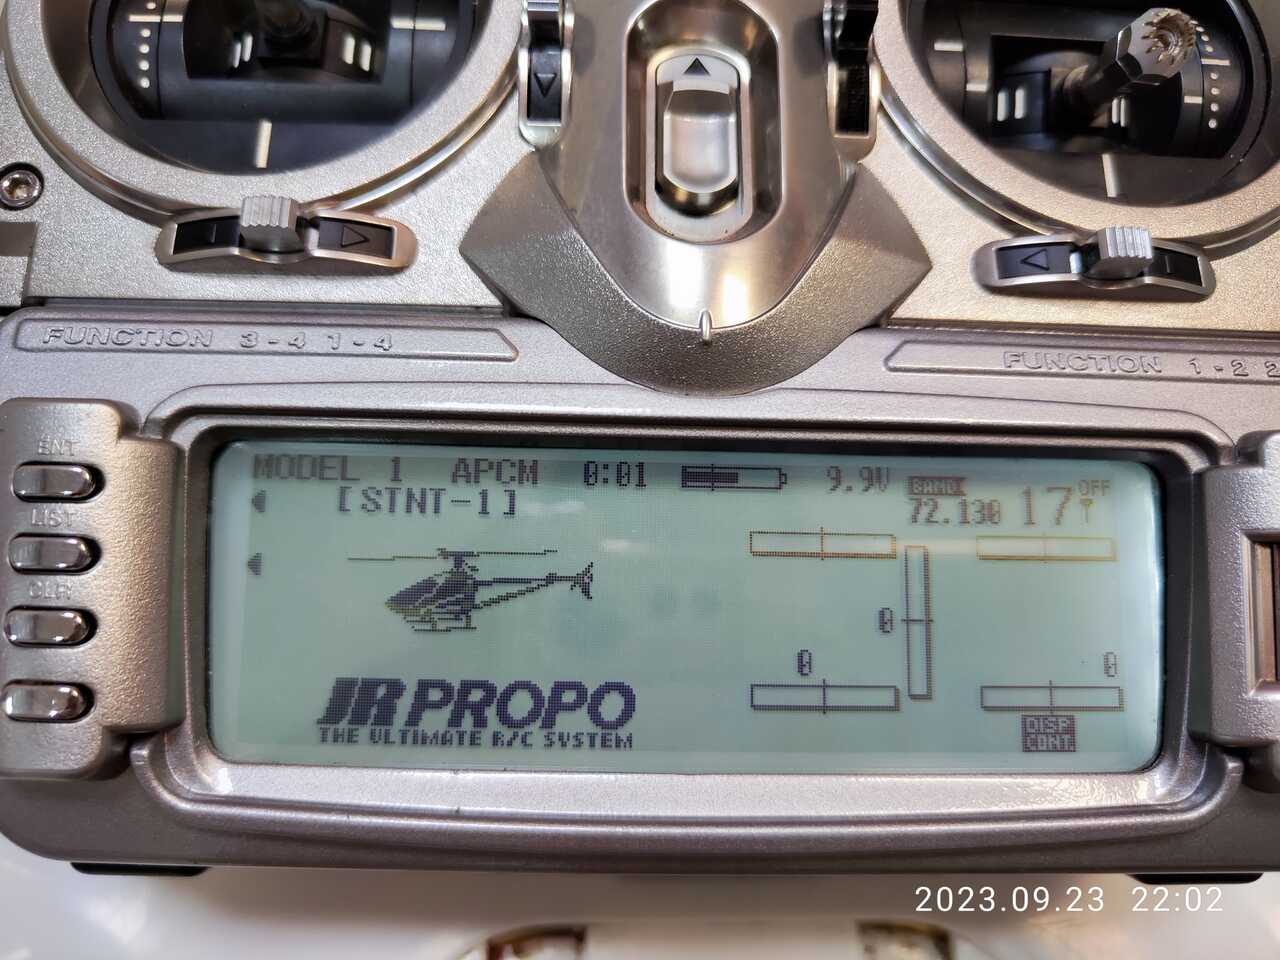 FUNCTION 3-4 1-4
FUNCTION 1-2 2
ENT
LIST
CLR
MODEL 1 APCM 0:01 9.9V BAND 72.130 17 OFF
[STNT-1]
0
0
0
JR PROPO
THE ULTIMATE R/C SYSTEM
DISP
CONT
2023.09.23 22:02